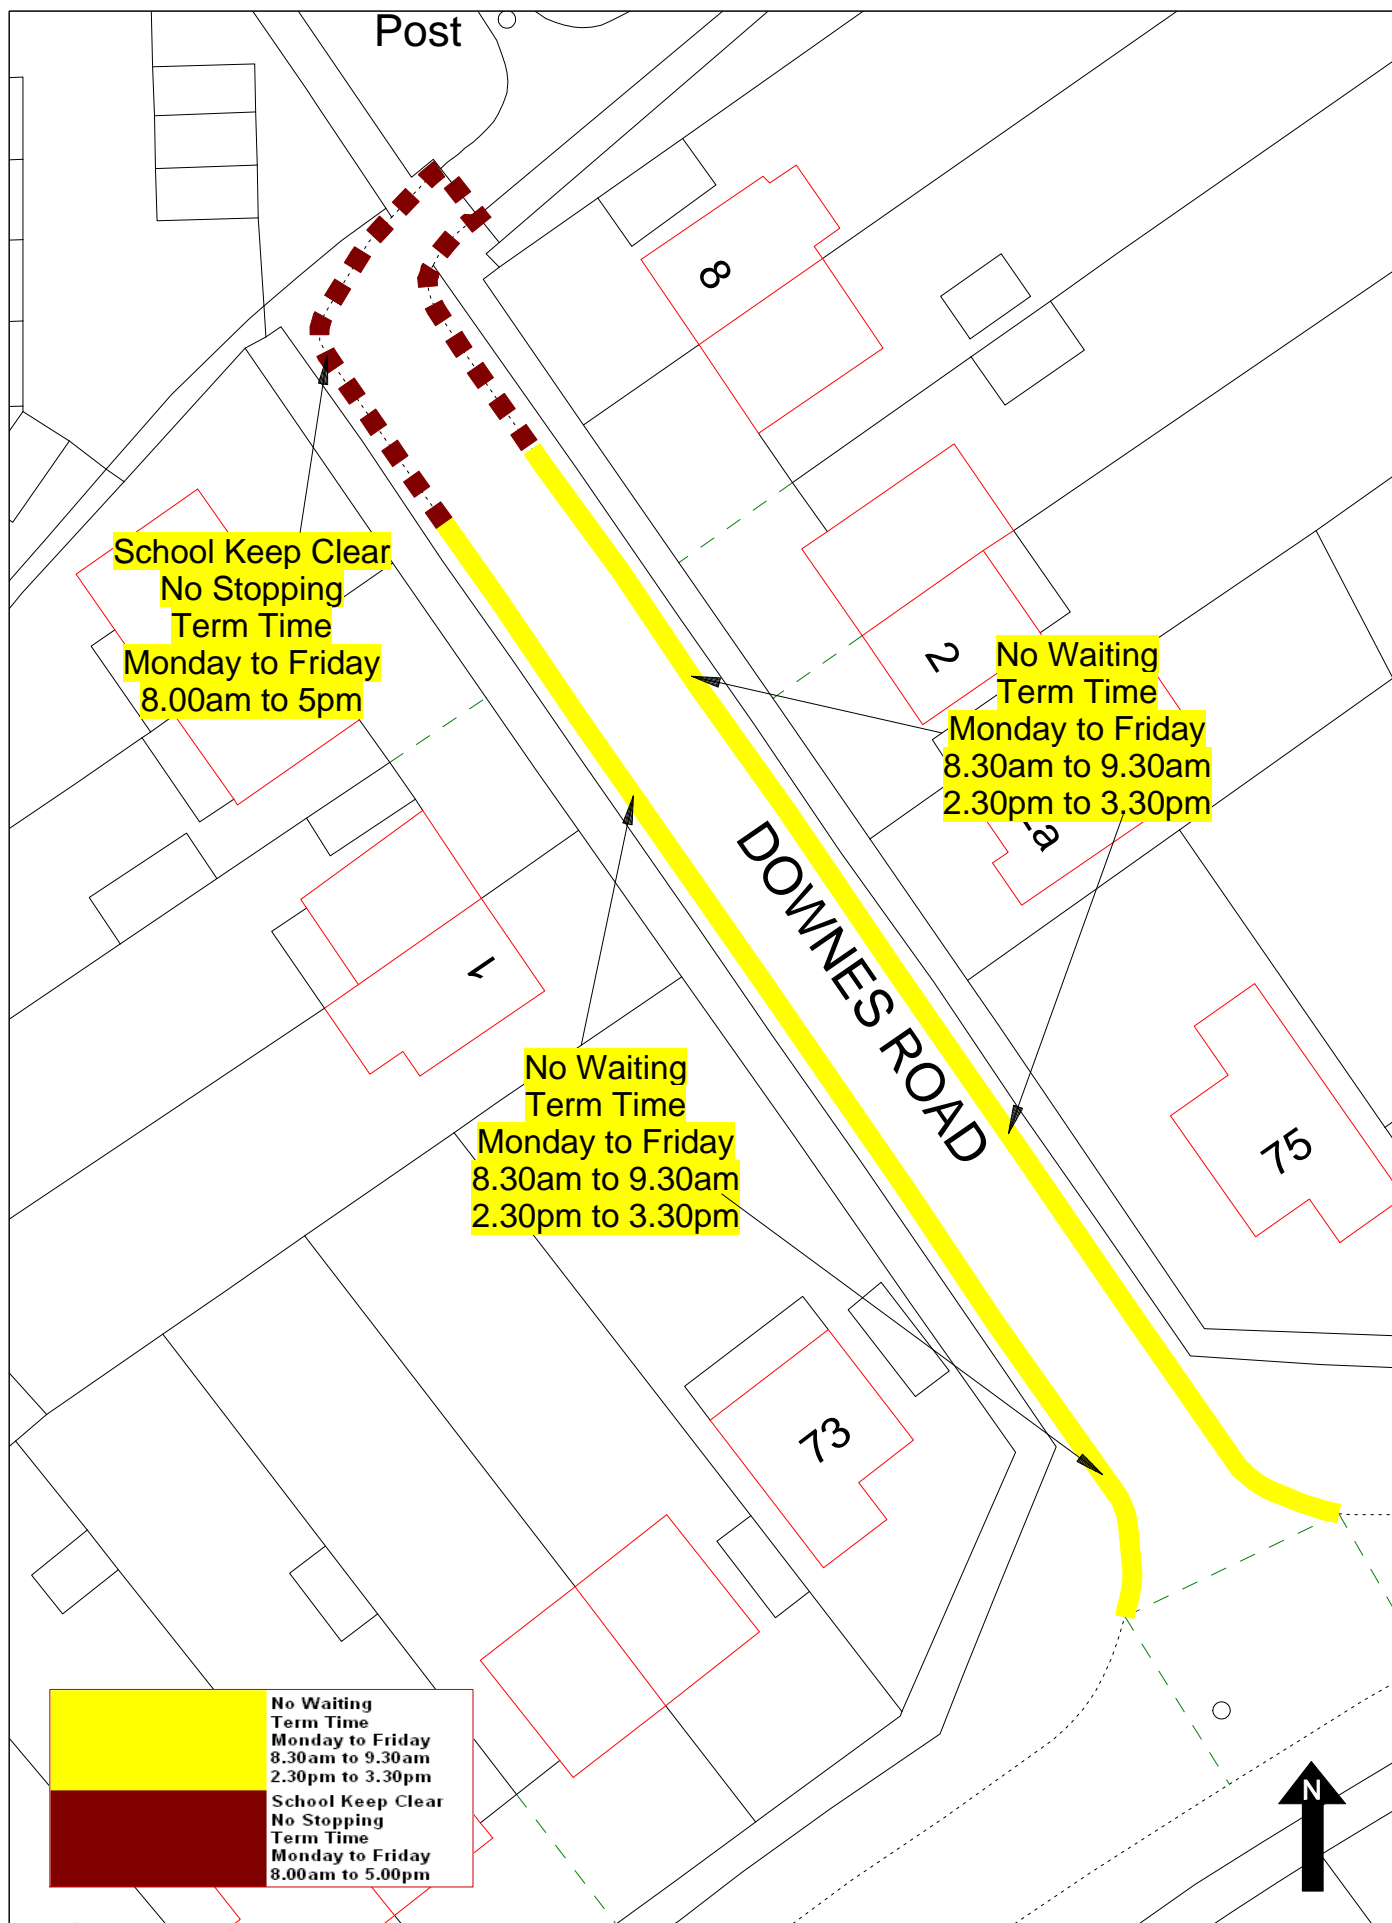 Post
8
School Keep Clear
No Stopping
Term Time
Monday to Friday
8.00am to 5pm
2
No Waiting
Term Time
Monday to Friday
8.30am to 9.30am
2.30pm to 3.30pm
DOWNES ROAD
1
No Waiting
Term Time
Monday to Friday
8.30am to 9.30am
2.30pm to 3.30pm
75
73
No Waiting
Term Time
Monday to Friday
8.30am to 9.30am
2.30pm to 3.30pm
School Keep Clear
No Stopping
Term Time
Monday to Friday
8.00am to 5.00pm
N